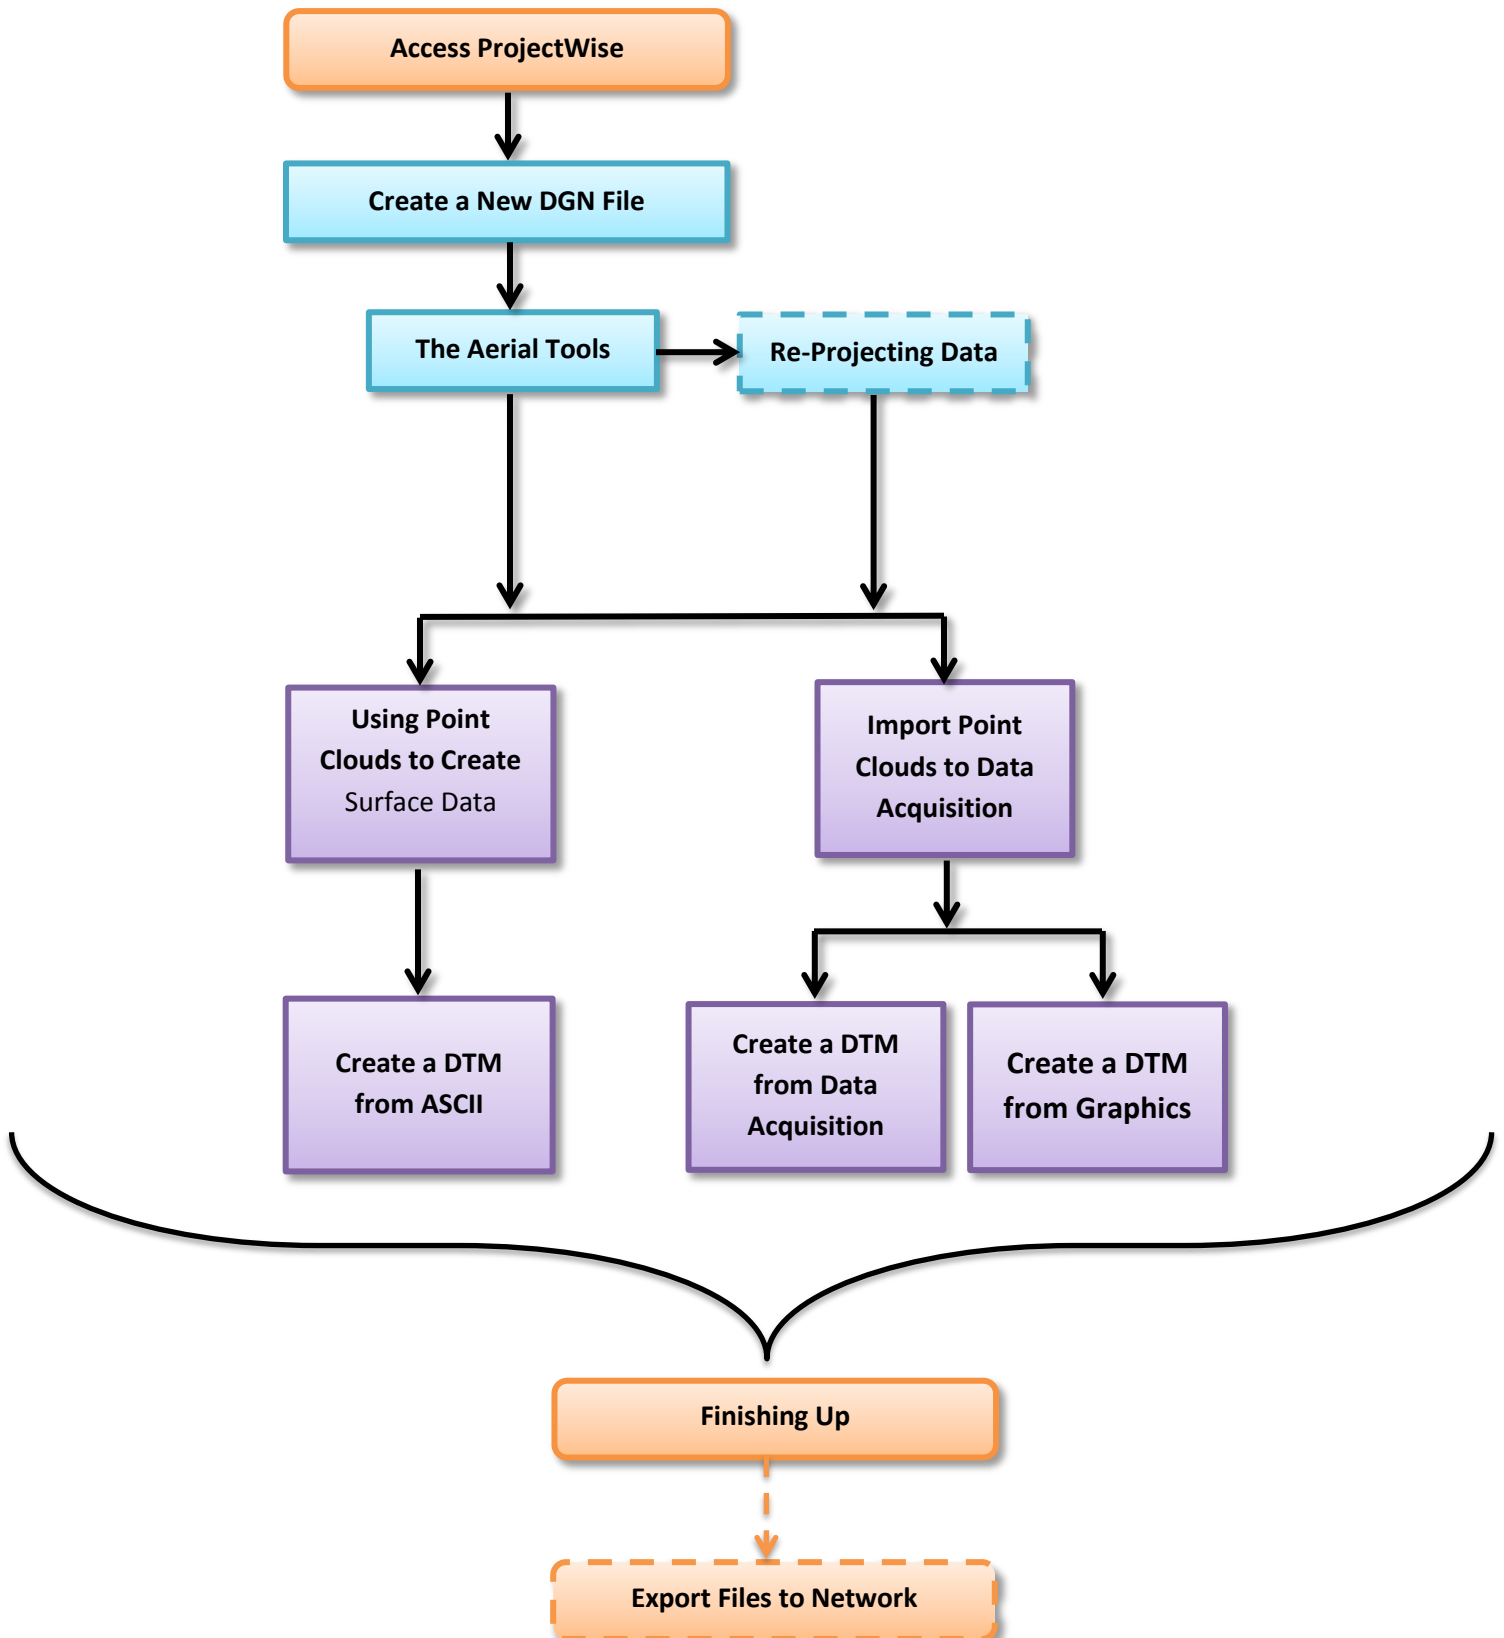 Access ProjectWise
Create a New DGN File
The Aerial Tools
Re-Projecting Data
Using Point
Clouds to Create
Surface Data
Import Point
Clouds to Data
Acquisition
Create a DTM
from ASCII
Create a DTM
from Data
Acquisition
Create a DTM
from Graphics
Finishing Up
Export Files to Network